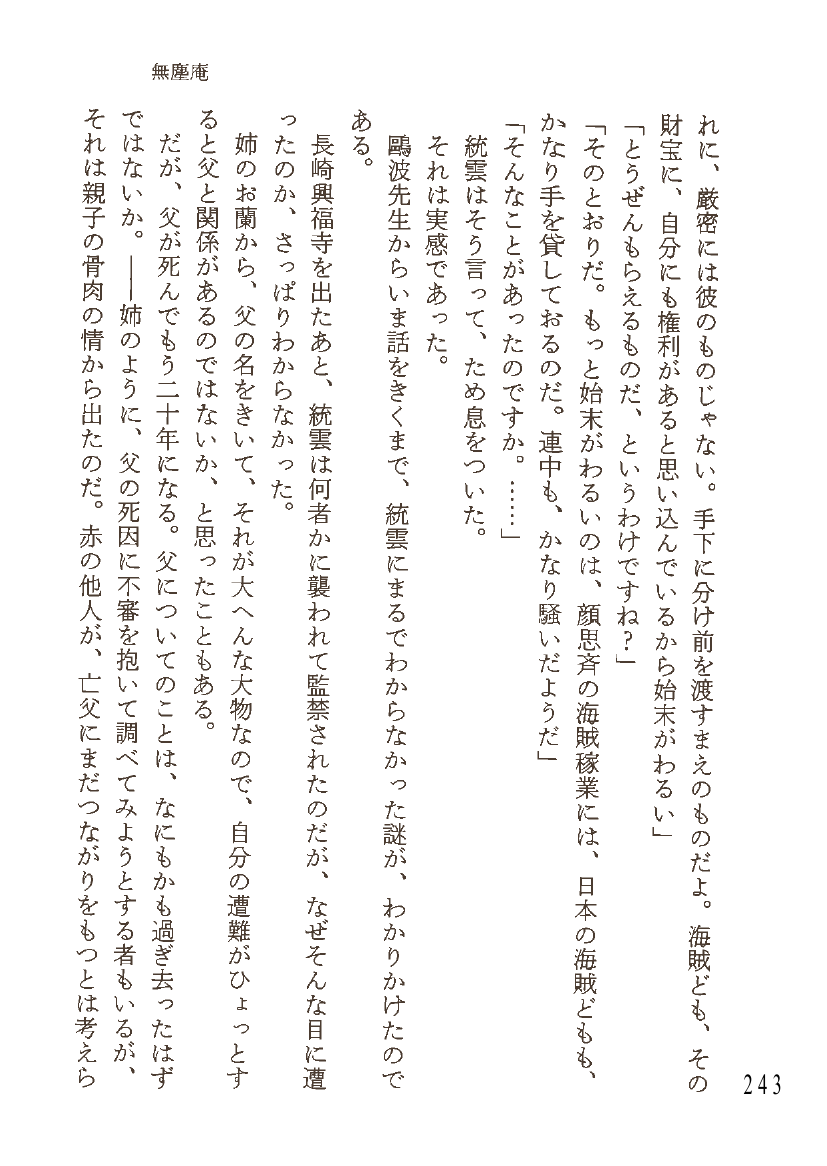 無塵庵
れに、厳密には彼のものじゃない。手下に分け前を渡すまえのものだよ。海賊ども、その
財宝に、自分にも権利があると思い込んでいるから始末がわるい」
「とうぜんもらえるものだ、というわけですね？」
「そのとおりだ。もっと始末がわるいのは、顔思斉の海賊稼業には、日本の海賊どもも、
かなり手を貸しておるのだ。連中も、かなり騒いだようだ」
「そんなことがあったのですか。……」
統雲はそう言って、ため息をついた。
それは実感であった。
鷗波先生からいま話をきくまで、統雲にまるでわからなかった謎が、わかりかけたので
ある。
長崎興福寺を出たあと、統雲は何者かに襲われて監禁されたのだが、なぜそんな目に遭
ったのか、さっぱりわからなかった。
姉のお蘭から、父の名をきいて、それが大へんな大物なので、自分の遭難がひょっとす
ると父と関係があるのではないか、と思ったこともある。
だが、父が死んでもう二十年になる。父についてのことは、なにもかも過ぎ去ったはず
ではないか。――姉のように、父の死因に不審を抱いて調べてみようとする者もいるが、
それは親子の骨肉の情から出たのだ。赤の他人が、亡父にまだつながりをもつとは考えら
243